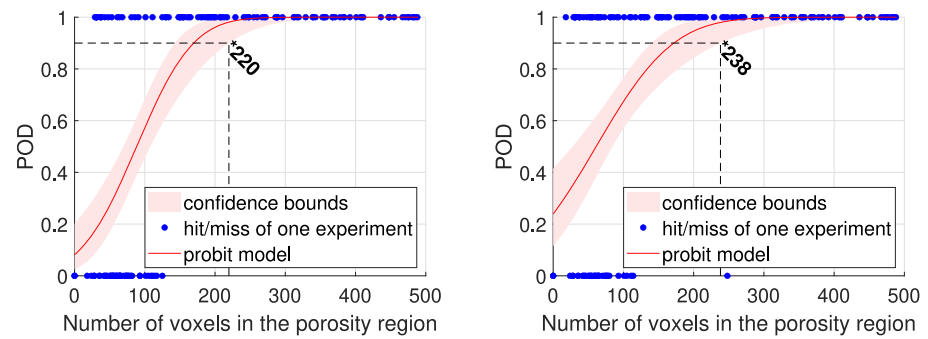 1
0.8
0.6
0.4
0.2
0
POD
*220
confidence bounds
hit/miss of one experiment
probit model
0 100 200 300 400 500
Number of voxels in the porosity region
1
0.8
0.6
0.4
0.2
0
POD
*238
confidence bounds
hit/miss of one experiment
probit model
0 100 200 300 400 500
Number of voxels in the porosity region